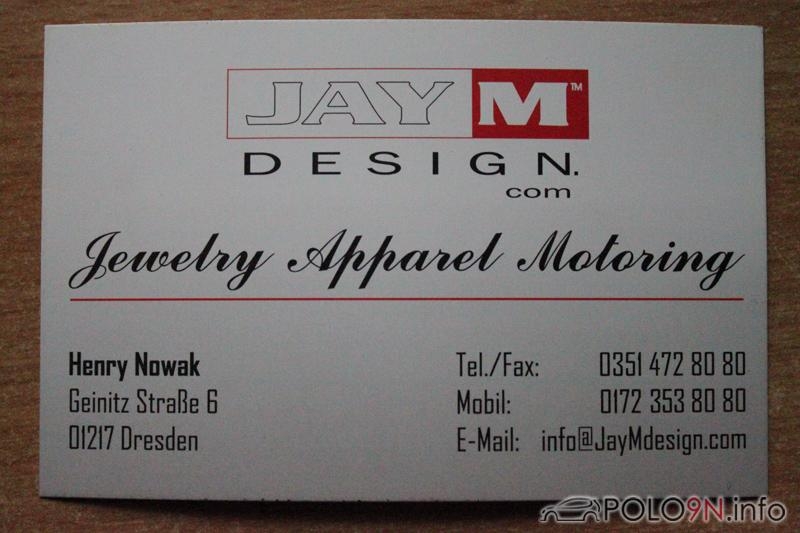 JAY M™
DESIGN.
com
Jewelry Apparel Motoring
Henry Nowak
Geinitz Straße 6
01217 Dresden
Tel./Fax: 0351 472 80 80
Mobil: 0172 353 80 80
E-Mail: info@JayMdesign.com
POLO9N.info